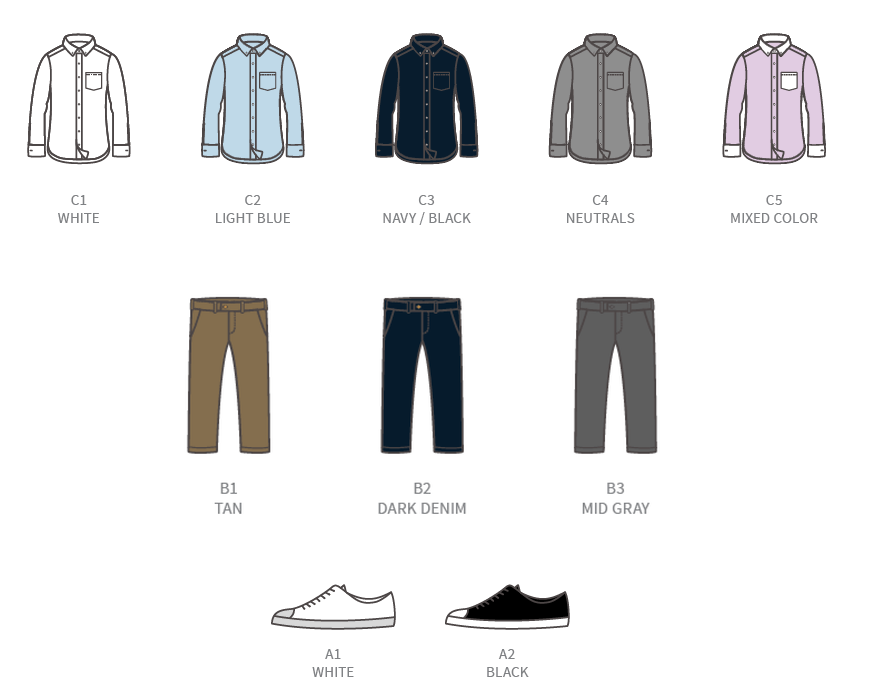 C1
WHITE
C2
LIGHT BLUE
C3
NAVY / BLACK
C4
NEUTRALS
C5
MIXED COLOR
B1
TAN
B2
DARK DENIM
B3
MID GRAY
A1
WHITE
A2
BLACK